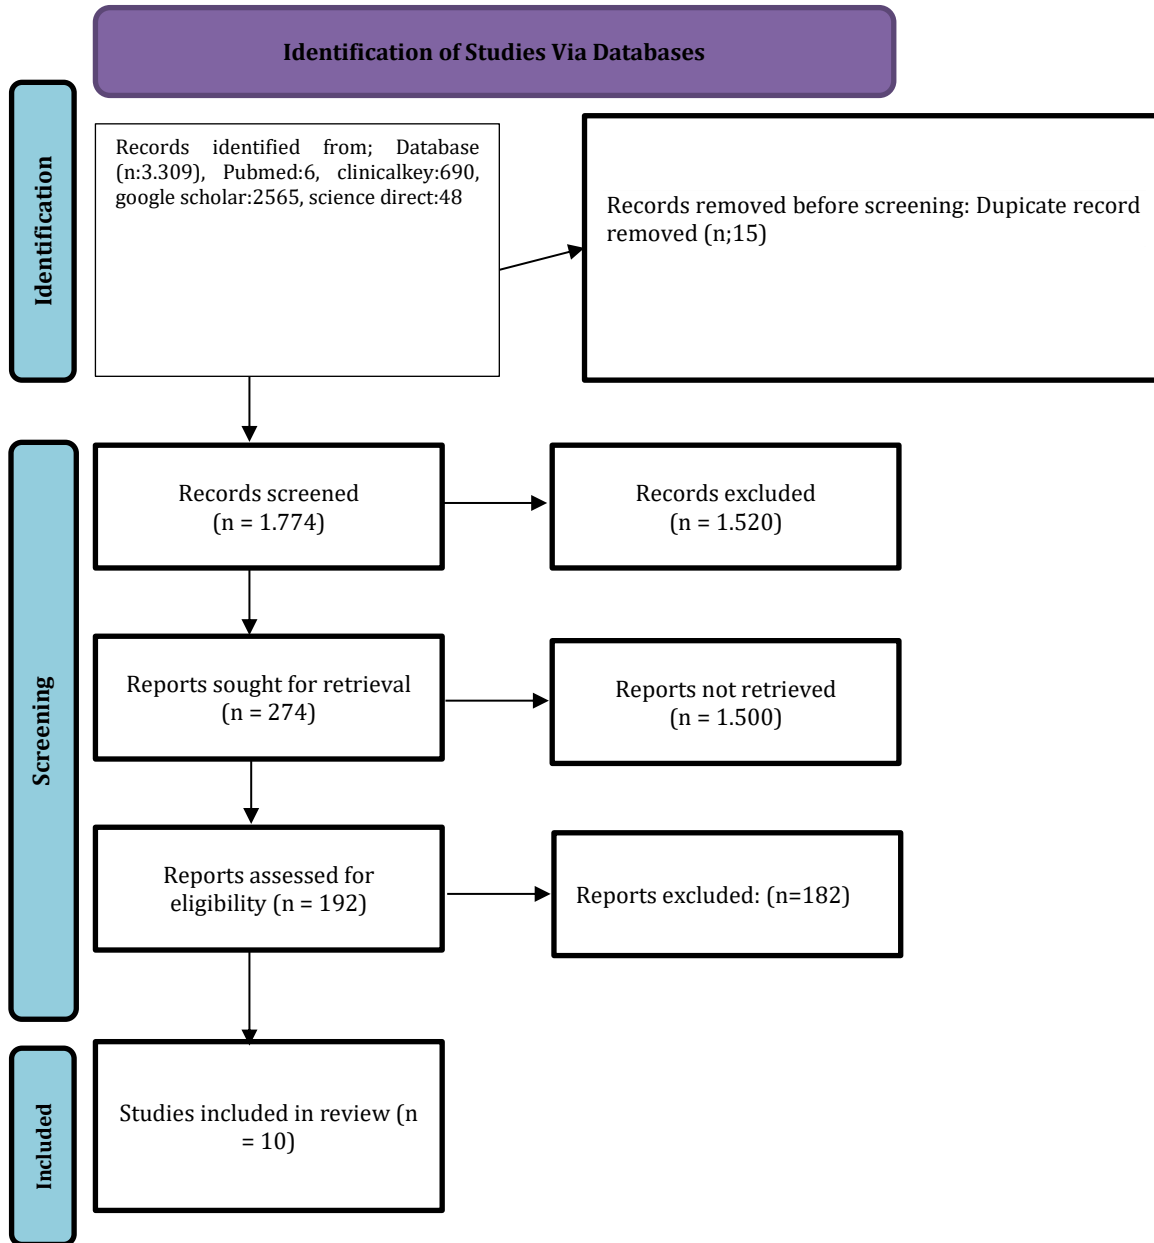 Identification of Studies Via Databases
Identification
Records identified from; Database
(n:3.309), Pubmed:6, clinicalkey:690,
google scholar:2565, science direct:48
Records removed before screening: Dupicate record
removed (n;15)
Screening
Records screened
(n = 1.774)
Records excluded
(n = 1.520)
Reports sought for retrieval
(n = 274)
Reports not retrieved
(n = 1.500)
Reports assessed for
eligibility (n = 192)
Reports excluded: (n=182)
Included
Studies included in review (n
= 10)